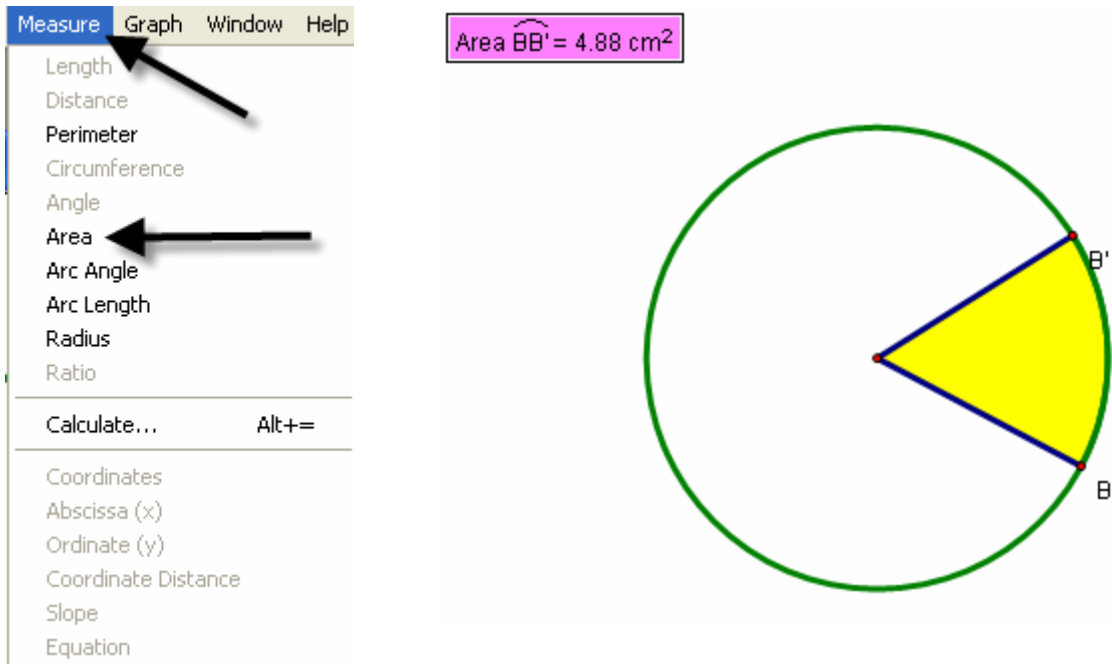 Measure Graph Window Help
Length
Distance
Perimeter
Circumference
Angle
Area
Arc Angle
Arc Length
Radius
Ratio
Calculate... Alt+=
Coordinates
Abscissa (x)
Ordinate (y)
Coordinate Distance
Slope
Equation
Area BB' = 4.88 cm²
B'
B